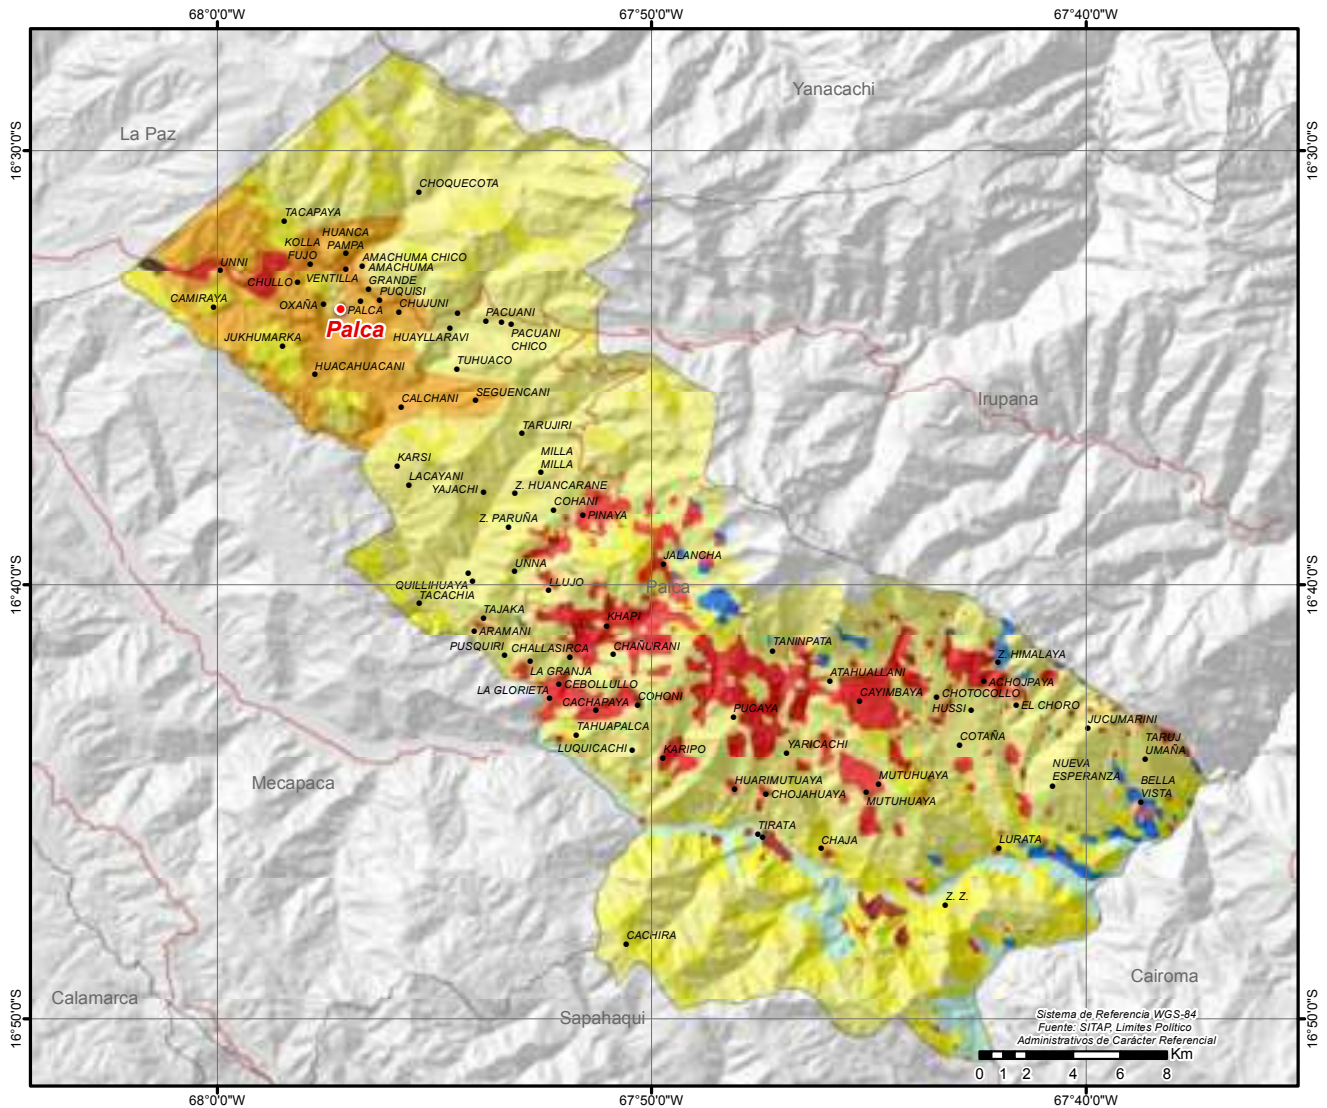 68°0'0"W
67°50'0"W
67°40'0"W
16°30'0"S
16°30'0"S
Yanacachi
La Paz
CHOQUECOTA
TACAPAYA
HUANCA
PAMPA
KOLLA
FUJO
AMACHUMA CHICO
AMACHUMA
GRANDE
UNNI
CHULLO
VENTILLA
PUQUISI
CAMIRAYA
OXAÑA
PALCA
CHUJUNI
PACUANI
Palca
PACUANI
CHICO
JUKHUMARKA
HUAYLLARAVI
TUHUACO
HUACAHUACANI
SEGUENCANI
CALCHANI
Irupana
TARUJIRI
MILLA
MILLA
KARSI
LACAYANI
YAJACHI
Z. HUANCARANE
COHANI
PINAYA
Z. PARUÑA
JALANCHA
UNNA
LLUJO
16°40'0"S
Palca
16°40'0"S
QUILLIHUAYA
TACACHIA
TAJAKA
KHAPI
ARAMANI
PUSQUIRI
CHALLASIRCA
CHAÑURANI
TANINPATA
Z. HIMALAYA
LA GRANJA
ATAHUALLANI
ACHOJPAYA
CEBOLLULLO
LA GLORIETA
CACHAPAYA
COHONI
CAYIMBAYA
CHOTOCOLLO
HUSSI
EL CHORO
PUCAYA
JUCUMARINI
TAHUAPALCA
LUQUICACHI
KARIPO
YARICACHI
COTAÑA
TARUJ
UMAÑA
NUEVA
ESPERANZA
Mecapaca
HUARIMUTUAYA
CHOJAHUAYA
MUTUHUAYA
MUTUHUAYA
BELLA
VISTA
TIRATA
CHAJA
LURATA
Z. Z.
CACHIRA
Cairoma
Calamarca
Sapahaqui
16°50'0"S
16°50'0"S
Sistema de Referencia WGS-84
Fuente: SITAP, Limites Político
Administrativos de Carácter Referencial
Km
0 1 2 4 6 8
68°0'0"W
67°50'0"W
67°40'0"W